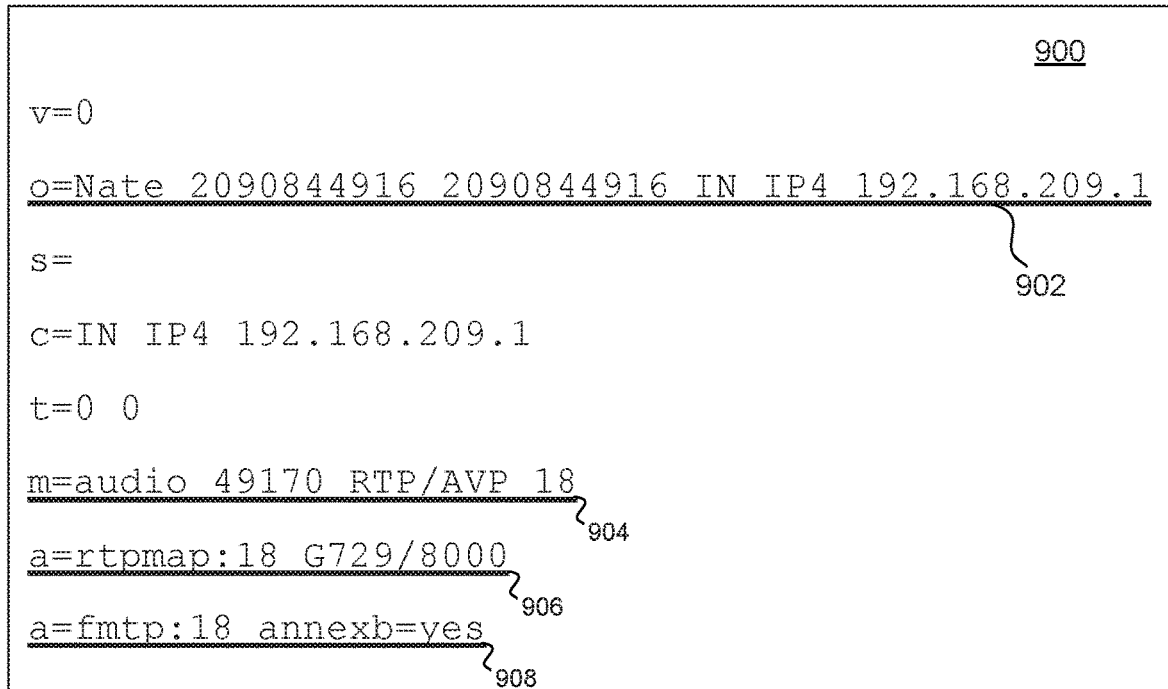 900
v=0
o=Nate 2090844916 2090844916 IN IP4 192.168.209.1
902
s=
c=IN IP4 192.168.209.1
t=0 0
m=audio 49170 RTP/AVP 18
904
a=rtpmap:18 G729/8000
906
a=fmtp:18 annexb=yes
908